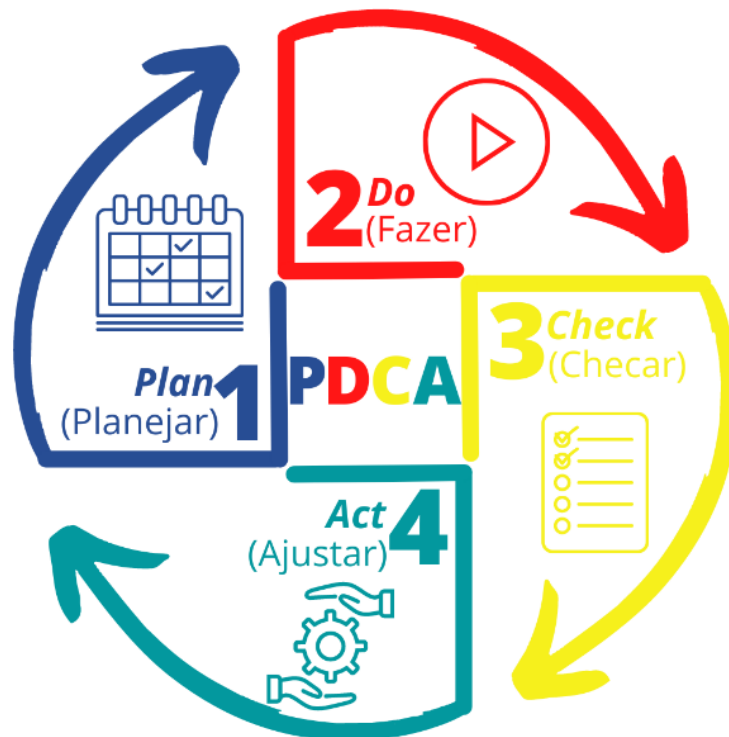 1
Plan
(Planejar)
2
Do
(Fazer)
3
Check
(Checar)
4
Act
(Ajustar)
PDCA